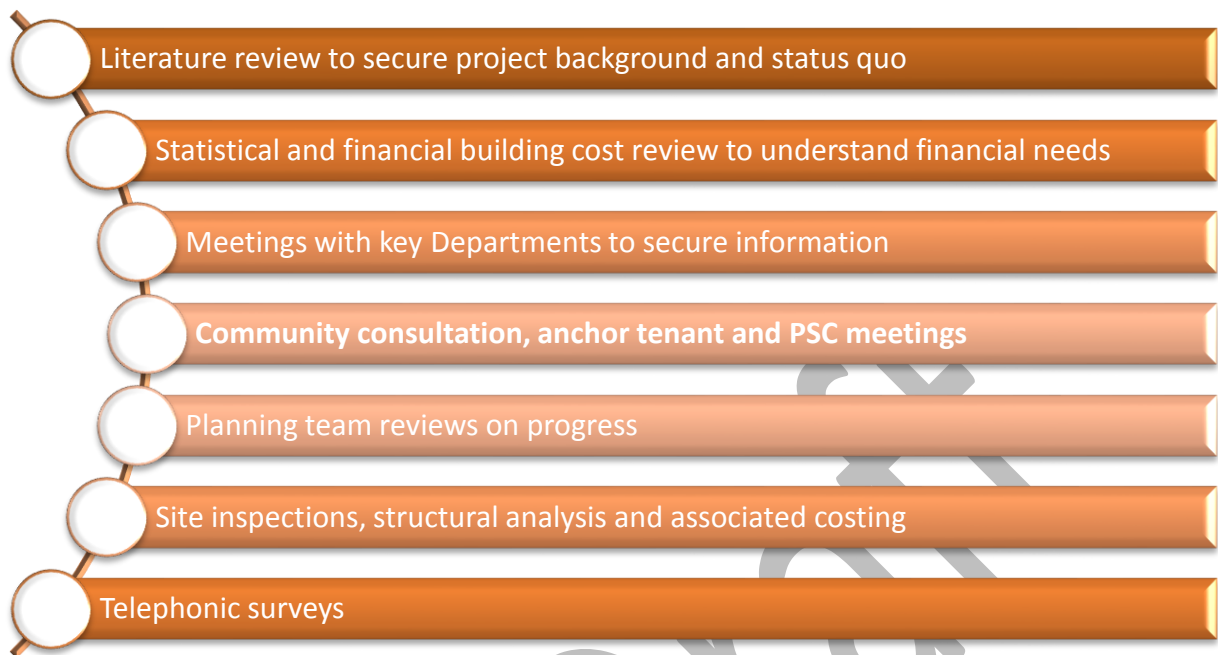 Literature review to secure project background and status quo
Statistical and financial building cost review to understand financial needs
Meetings with key Departments to secure information
Community consultation, anchor tenant and PSC meetings
Planning team reviews on progress
Site inspections, structural analysis and associated costing
Telephonic surveys